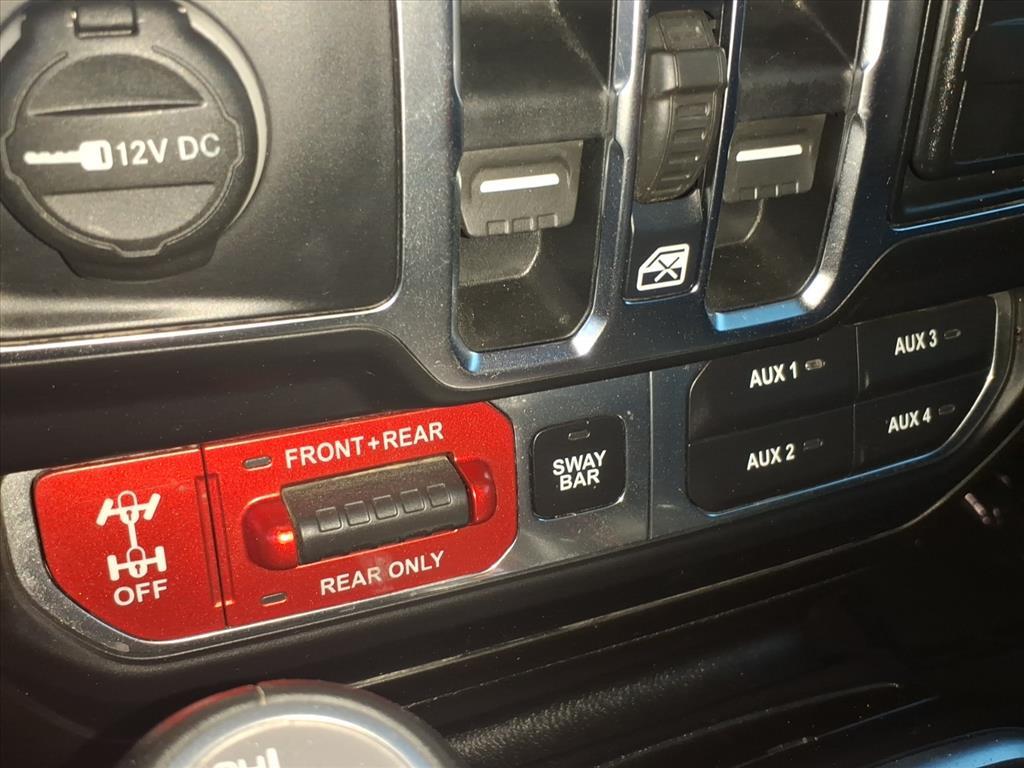 12V DC
FRONT+REAR
OFF
REAR ONLY
SWAY
BAR
AUX 1
AUX 3
AUX 2
AUX 4